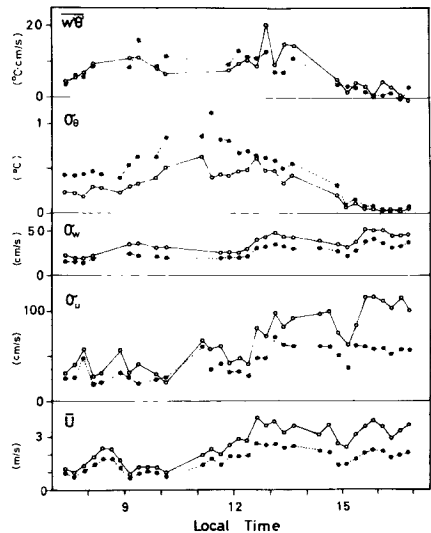 w'θ'
(°C·cm/s)
20
10
0
σθ
(°C)
1
0
σw
(cm/s)
50
0
σu
(cm/s)
100
0
Ū
(m/s)
3
0
9
12
15
Local Time